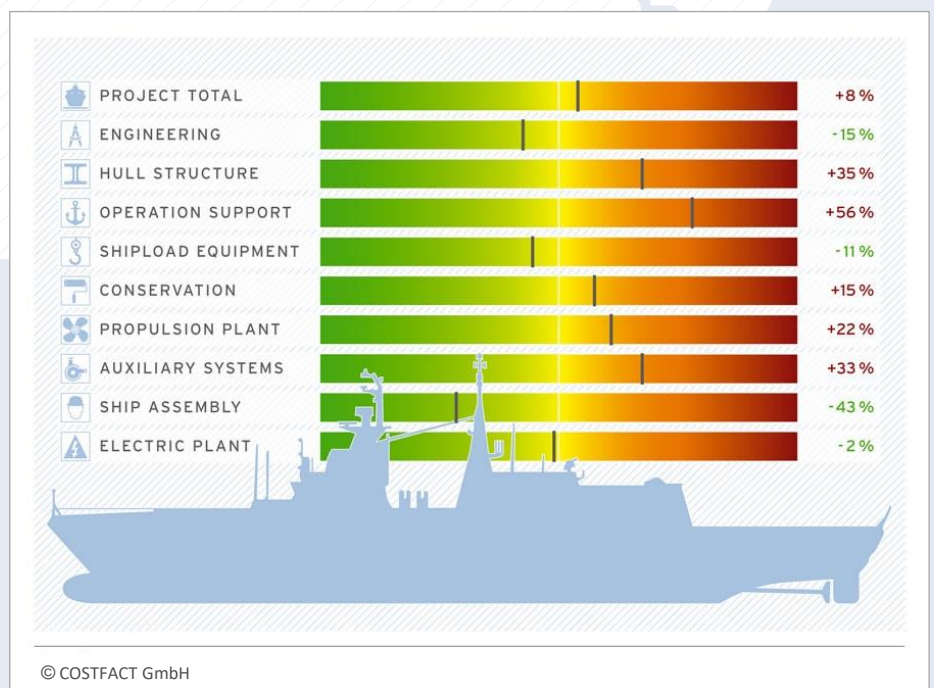 PROJECT TOTAL +8 %
ENGINEERING -15 %
HULL STRUCTURE +35 %
OPERATION SUPPORT +56 %
SHIPLOAD EQUIPMENT -11 %
CONSERVATION +15 %
PROPULSION PLANT +22 %
AUXILIARY SYSTEMS +33 %
SHIP ASSEMBLY -43 %
ELECTRIC PLANT -2 %
© COSTFACT GmbH